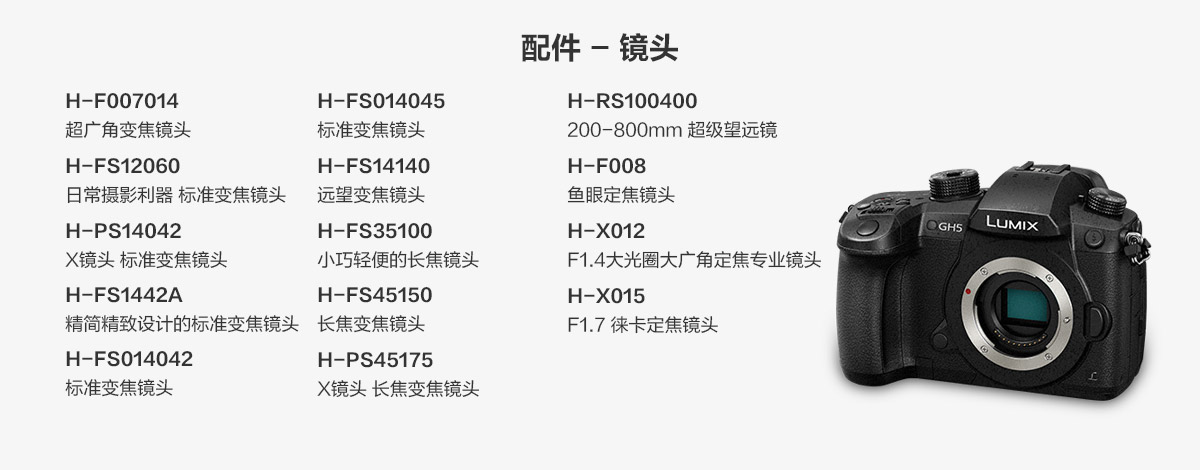 配件 - 镜头
H-F007014
超广角变焦镜头
H-FS12060
日常摄影利器 标准变焦镜头
H-PS14042
X镜头 标准变焦镜头
H-FS1442A
精简精致设计的标准变焦镜头
H-FS014042
标准变焦镜头
H-FS014045
标准变焦镜头
H-FS14140
远望变焦镜头
H-FS35100
小巧轻便的长焦镜头
H-FS45150
长焦变焦镜头
H-PS45175
X镜头 长焦变焦镜头
H-RS100400
200-800mm 超级望远镜
H-F008
鱼眼定焦镜头
H-X012
F1.4大光圈大广角定焦专业镜头
H-X015
F1.7 徕卡定焦镜头
LUMIX
GH5
L